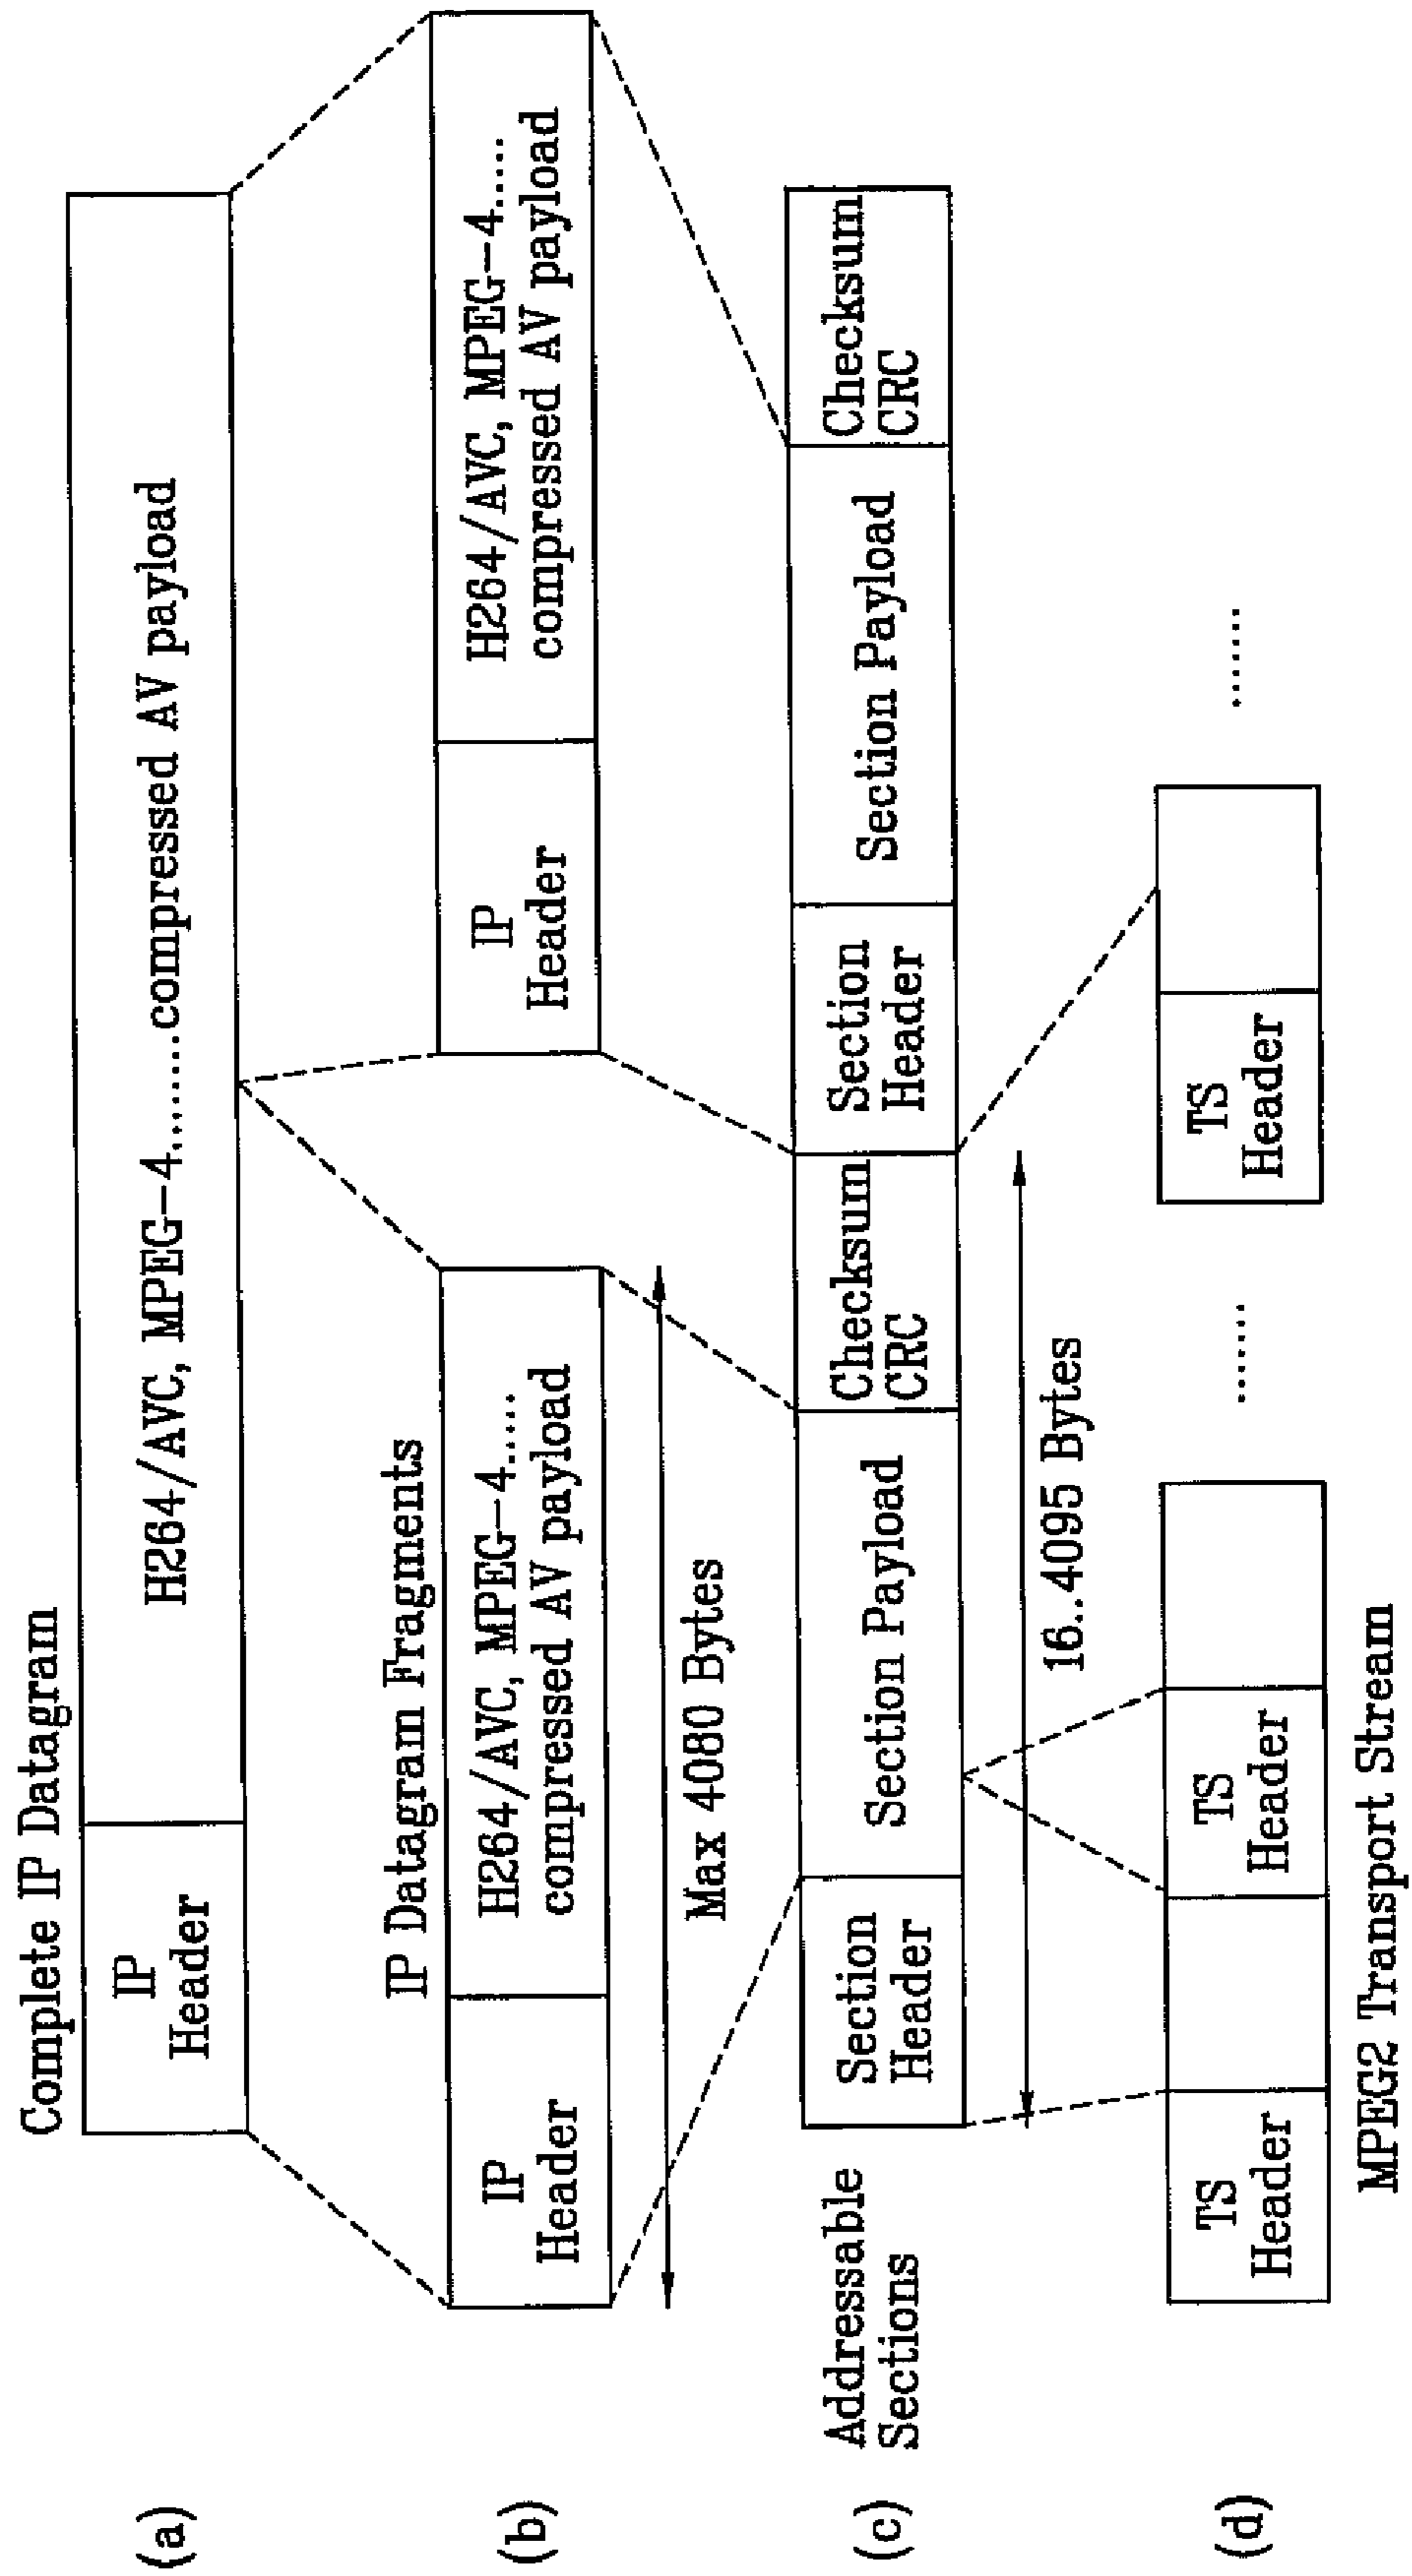 (a)
Complete IP Datagram
IP
Header
H264/AVC, MPEG-4.........compressed AV payload
(b)
IP Datagram Fragments
IP
Header
H264/AVC, MPEG-4.....
compressed AV payload
IP
Header
H264/AVC, MPEG-4.....
compressed AV payload
Max 4080 Bytes
(c)
Addressable
Sections
Section
Header
Section Payload
Checksum
CRC
Section
Header
Section Payload
Checksum
CRC
16..4095 Bytes
(d)
TS
Header
TS
Header
.......
TS
Header
.......
MPEG2 Transport Stream